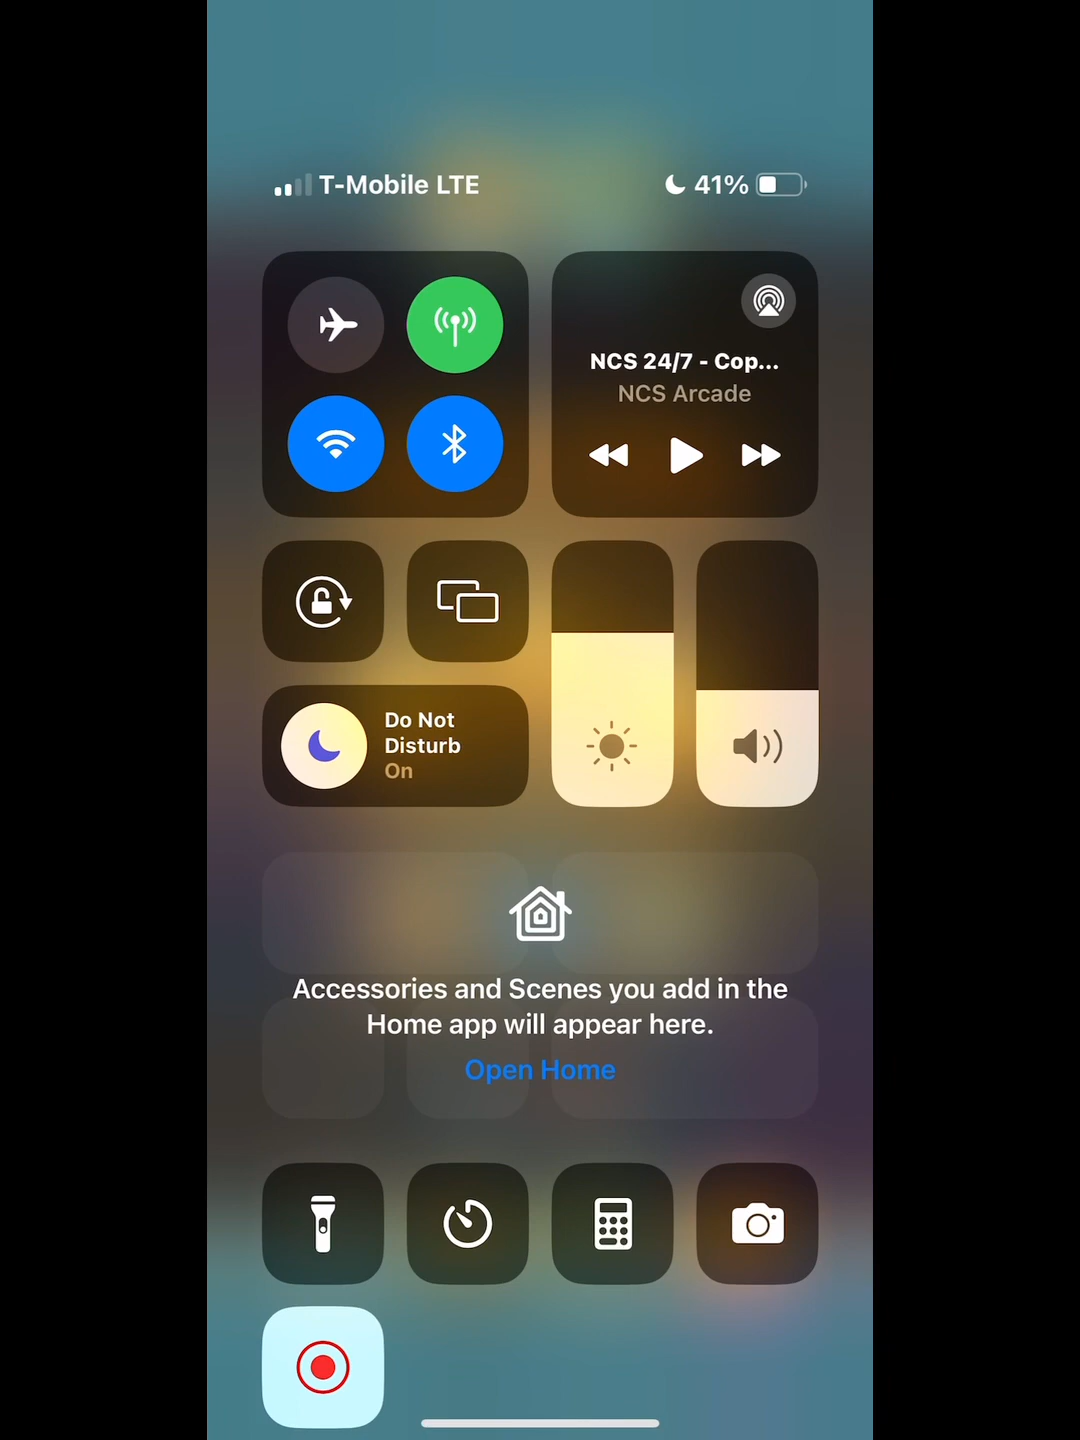 T-Mobile LTE
41%
NCS 24/7 - Cop...
NCS Arcade
Do Not
Disturb
On
Accessories and Scenes you add in the
Home app will appear here.
Open Home